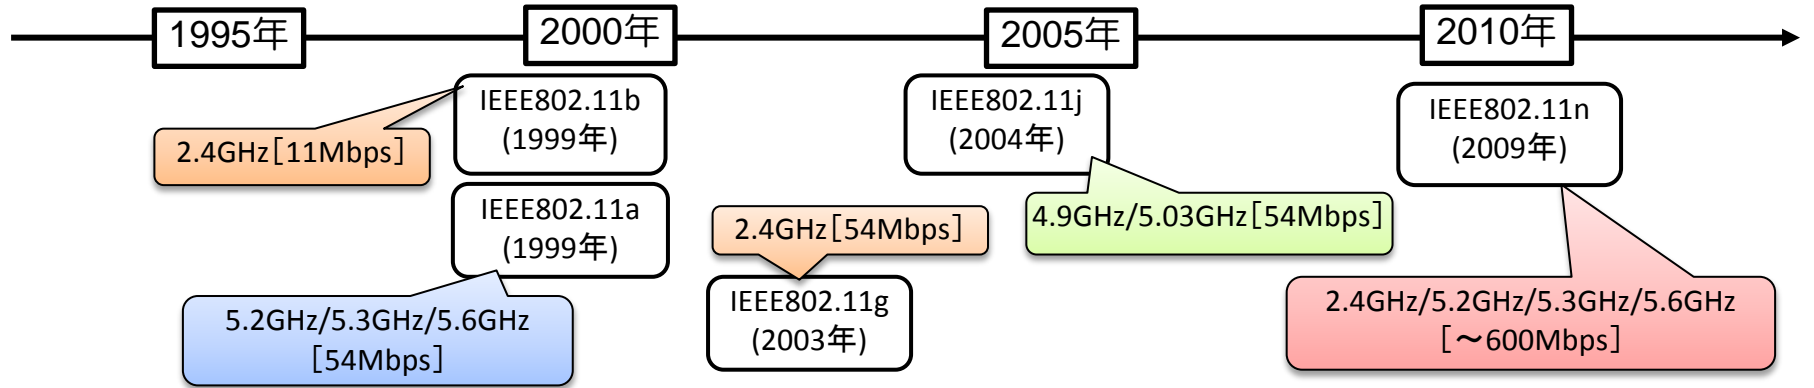 1995年
2000年
2005年
2010年
IEEE802.11b
(1999年)
2.4GHz[11Mbps]
IEEE802.11a
(1999年)
5.2GHz/5.3GHz/5.6GHz
[54Mbps]
2.4GHz[54Mbps]
IEEE802.11g
(2003年)
IEEE802.11j
(2004年)
4.9GHz/5.03GHz[54Mbps]
IEEE802.11n
(2009年)
2.4GHz/5.2GHz/5.3GHz/5.6GHz
[～600Mbps]